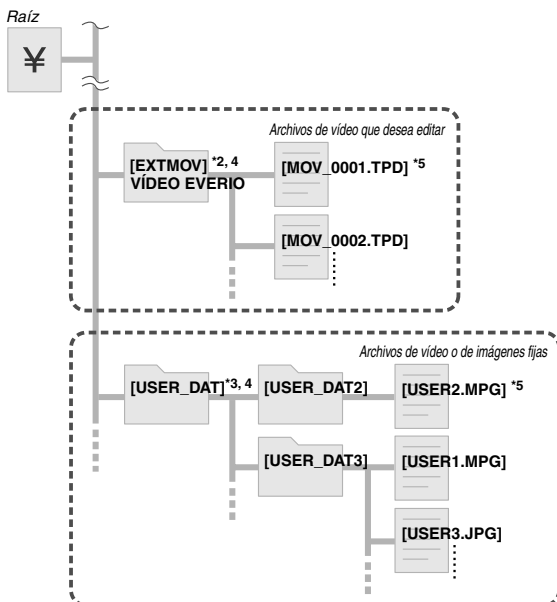 Raíz
¥
Archivos de vídeo que desea editar
[EXTMOV] *2, 4
VÍDEO EVERIO
[MOV_0001.TPD] *5
[MOV_0002.TPD]
Archivos de vídeo o de imágenes fijas
[USER_DAT]*3, 4
[USER_DAT2]
[USER2.MPG] *5
[USER_DAT3]
[USER1.MPG]
[USER3.JPG]